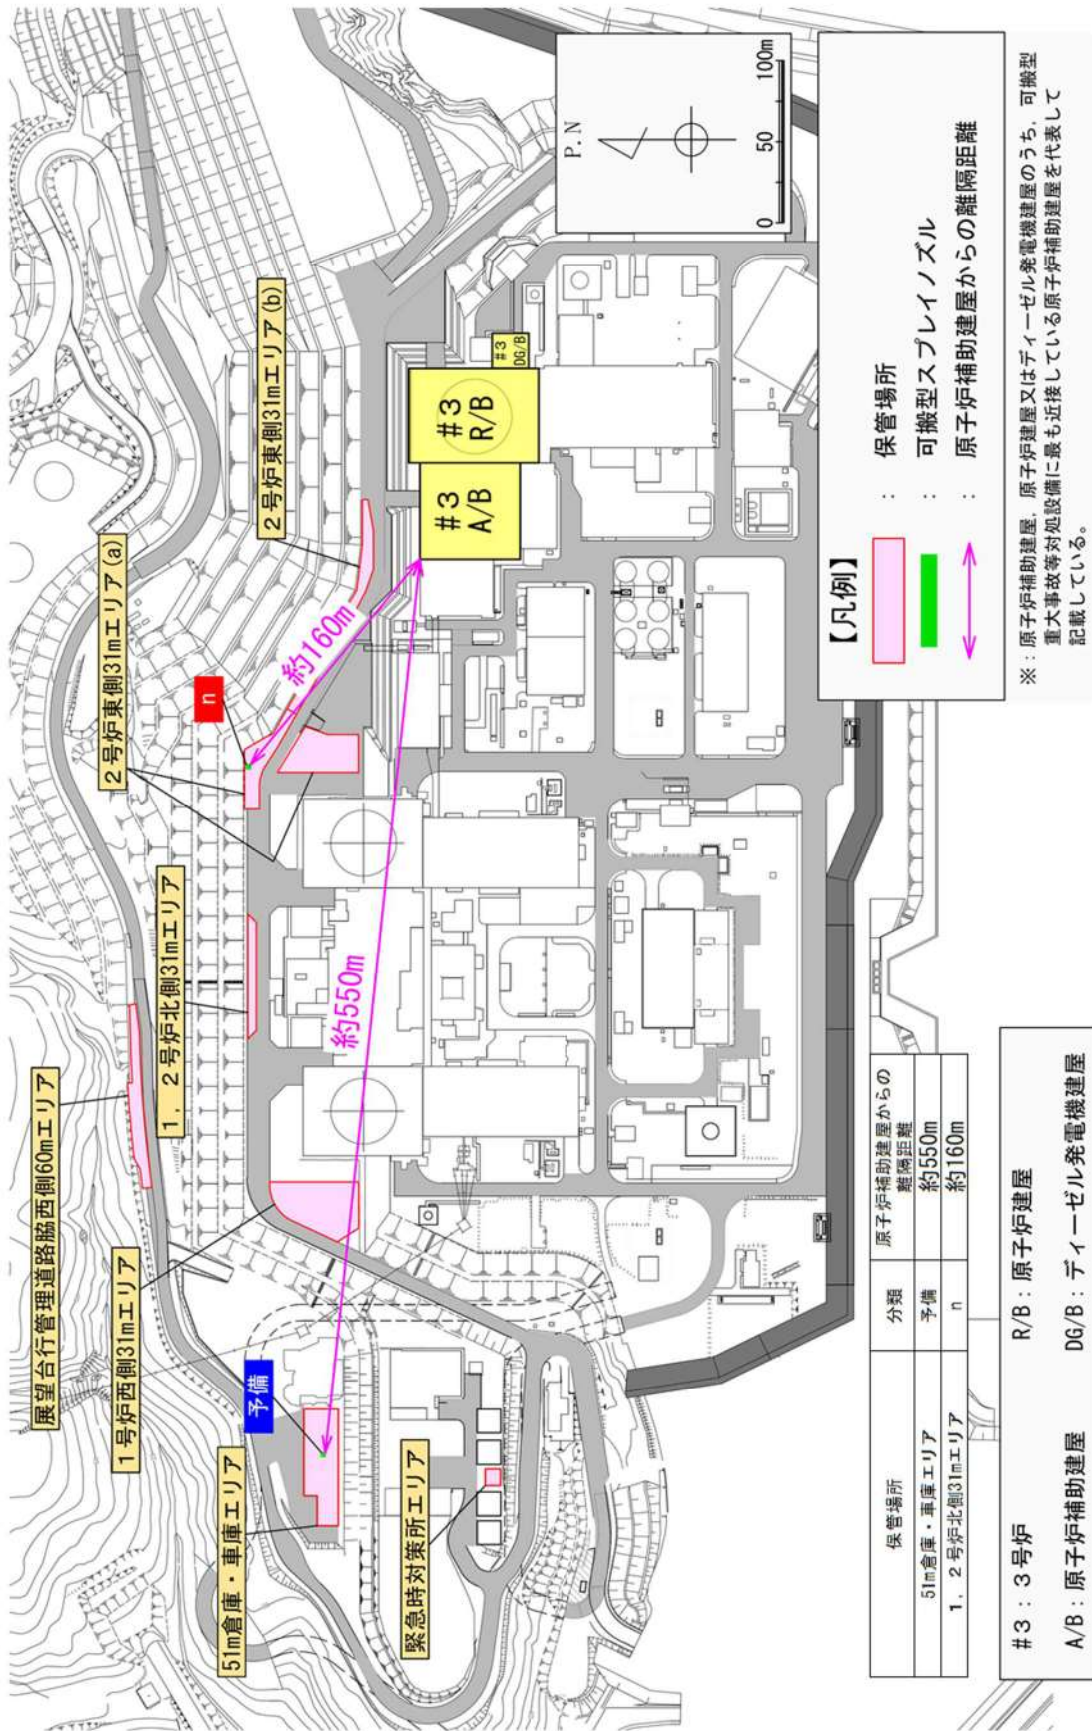 展望台行管理道路脇西側60mエリア
1号炉西側31mエリア
1，2号炉北側31mエリア
2号炉東側31mエリア(a)
2号炉東側31mエリア(b)
51m倉庫・車庫エリア
緊急時対策所エリア
予備
n
約550m
約160m
#3
A/B
#3
R/B
#3
DG/B
P.N
0 50 100m
【凡例】
： 保管場所
： 可搬型スプレイノズル
： 原子炉補助建屋からの離隔距離
※：原子炉補助建屋，原子炉建屋又はディーゼル発電機建屋のうち，可搬型
重大事故等対処設備に最も近接している原子炉補助建屋を代表して
記載している。
保管場所 分類 原子炉補助建屋からの
離隔距離
51m倉庫・車庫エリア 予備 約550m
1，2号炉北側31mエリア n 約160m
#3：3号炉 R/B：原子炉建屋
A/B：原子炉補助建屋 DG/B：ディーゼル発電機建屋